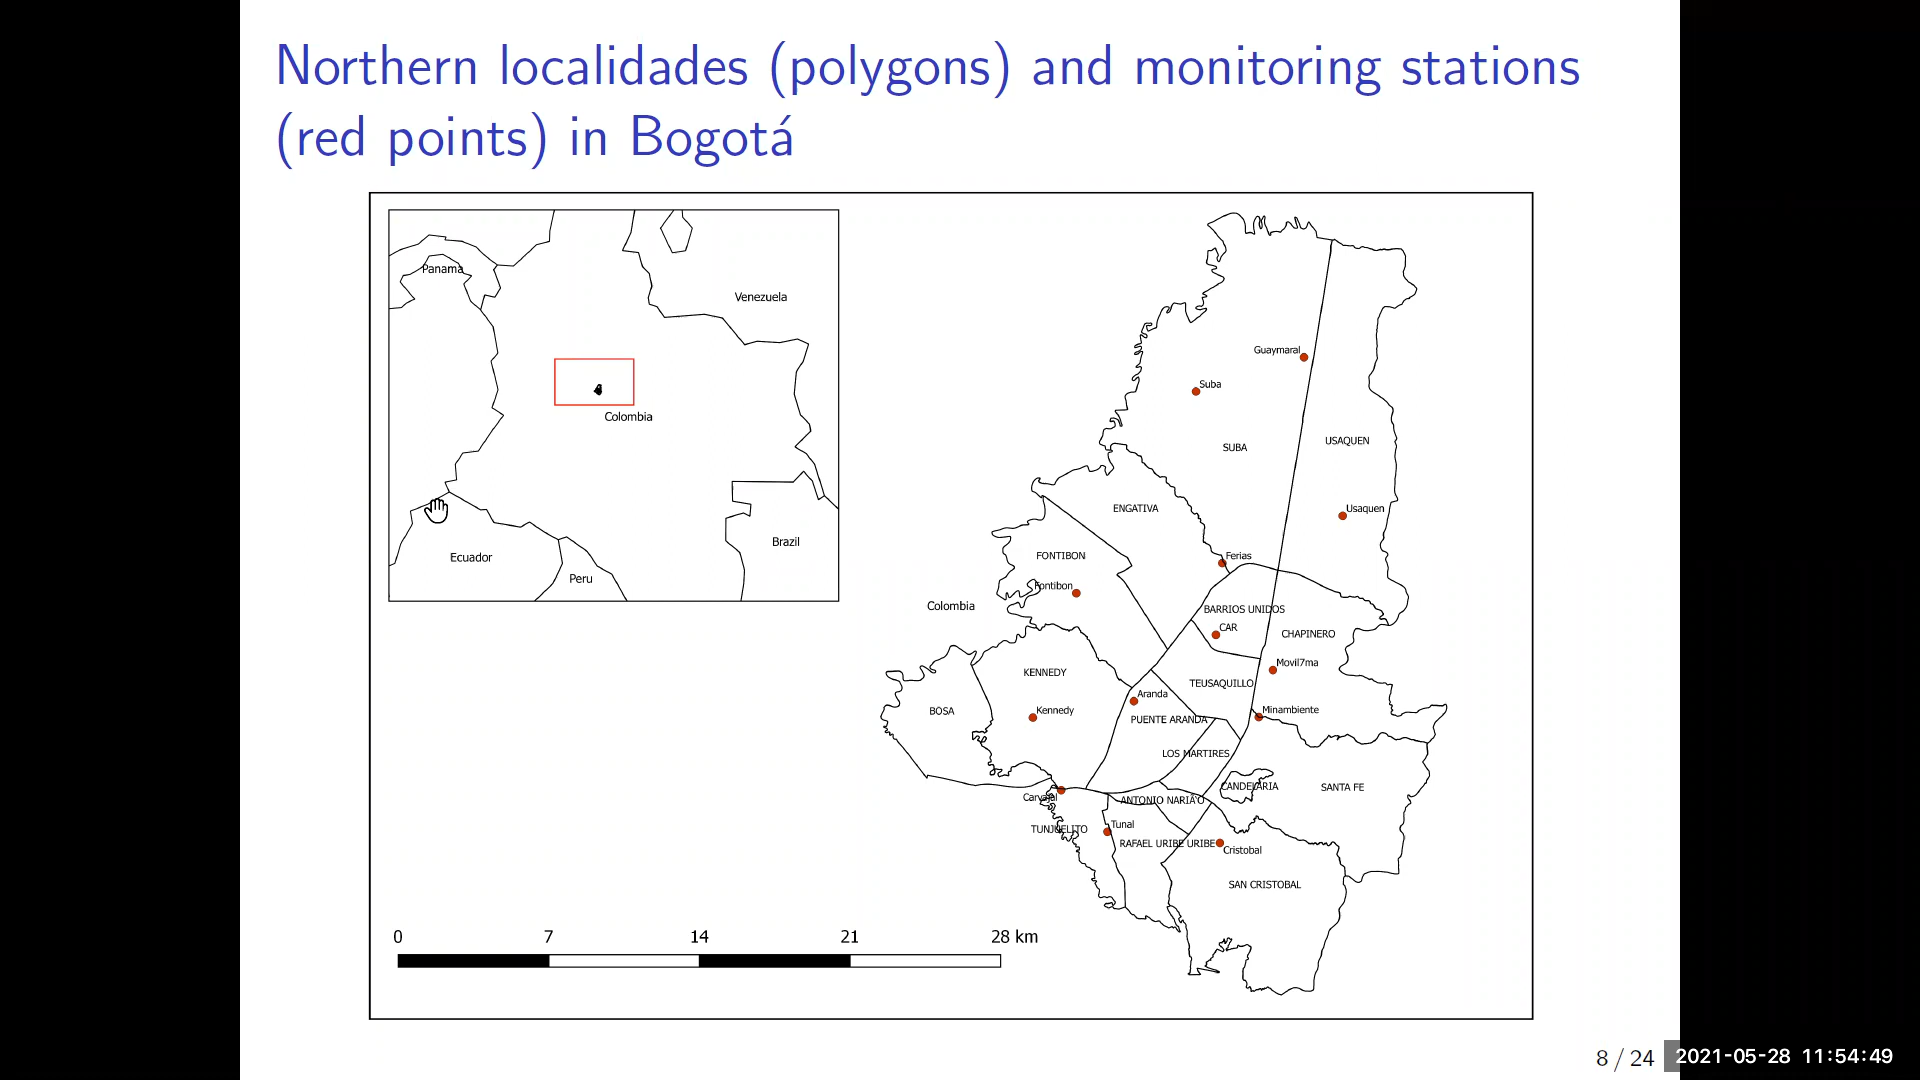 Northern localidades (polygons) and monitoring stations
(red points) in Bogotá
Panama
Venezuela
Colombia
Ecuador
Peru
Brazil
Guaymaral
Suba
SUBA
USAQUEN
Usaquen
ENGATIVA
FONTIBON
Ferias
Fontibon
Colombia
BARRIOS UNIDOS
CAR
CHAPINERO
Movil7ma
KENNEDY
TEUSAQUILLO
Aranda
BOSA
Kennedy
Minambiente
PUENTE ARANDA
LOS MARTIRES
CANDELARIA
SANTA FE
Carvajal
ANTONIO NARIA'O
Tunal
TUNJUELITO
RAFAEL URIBE URIBE
Cristobal
SAN CRISTOBAL
0 7 14 21 28 km
8 / 24
2021-05-28 11:54:49